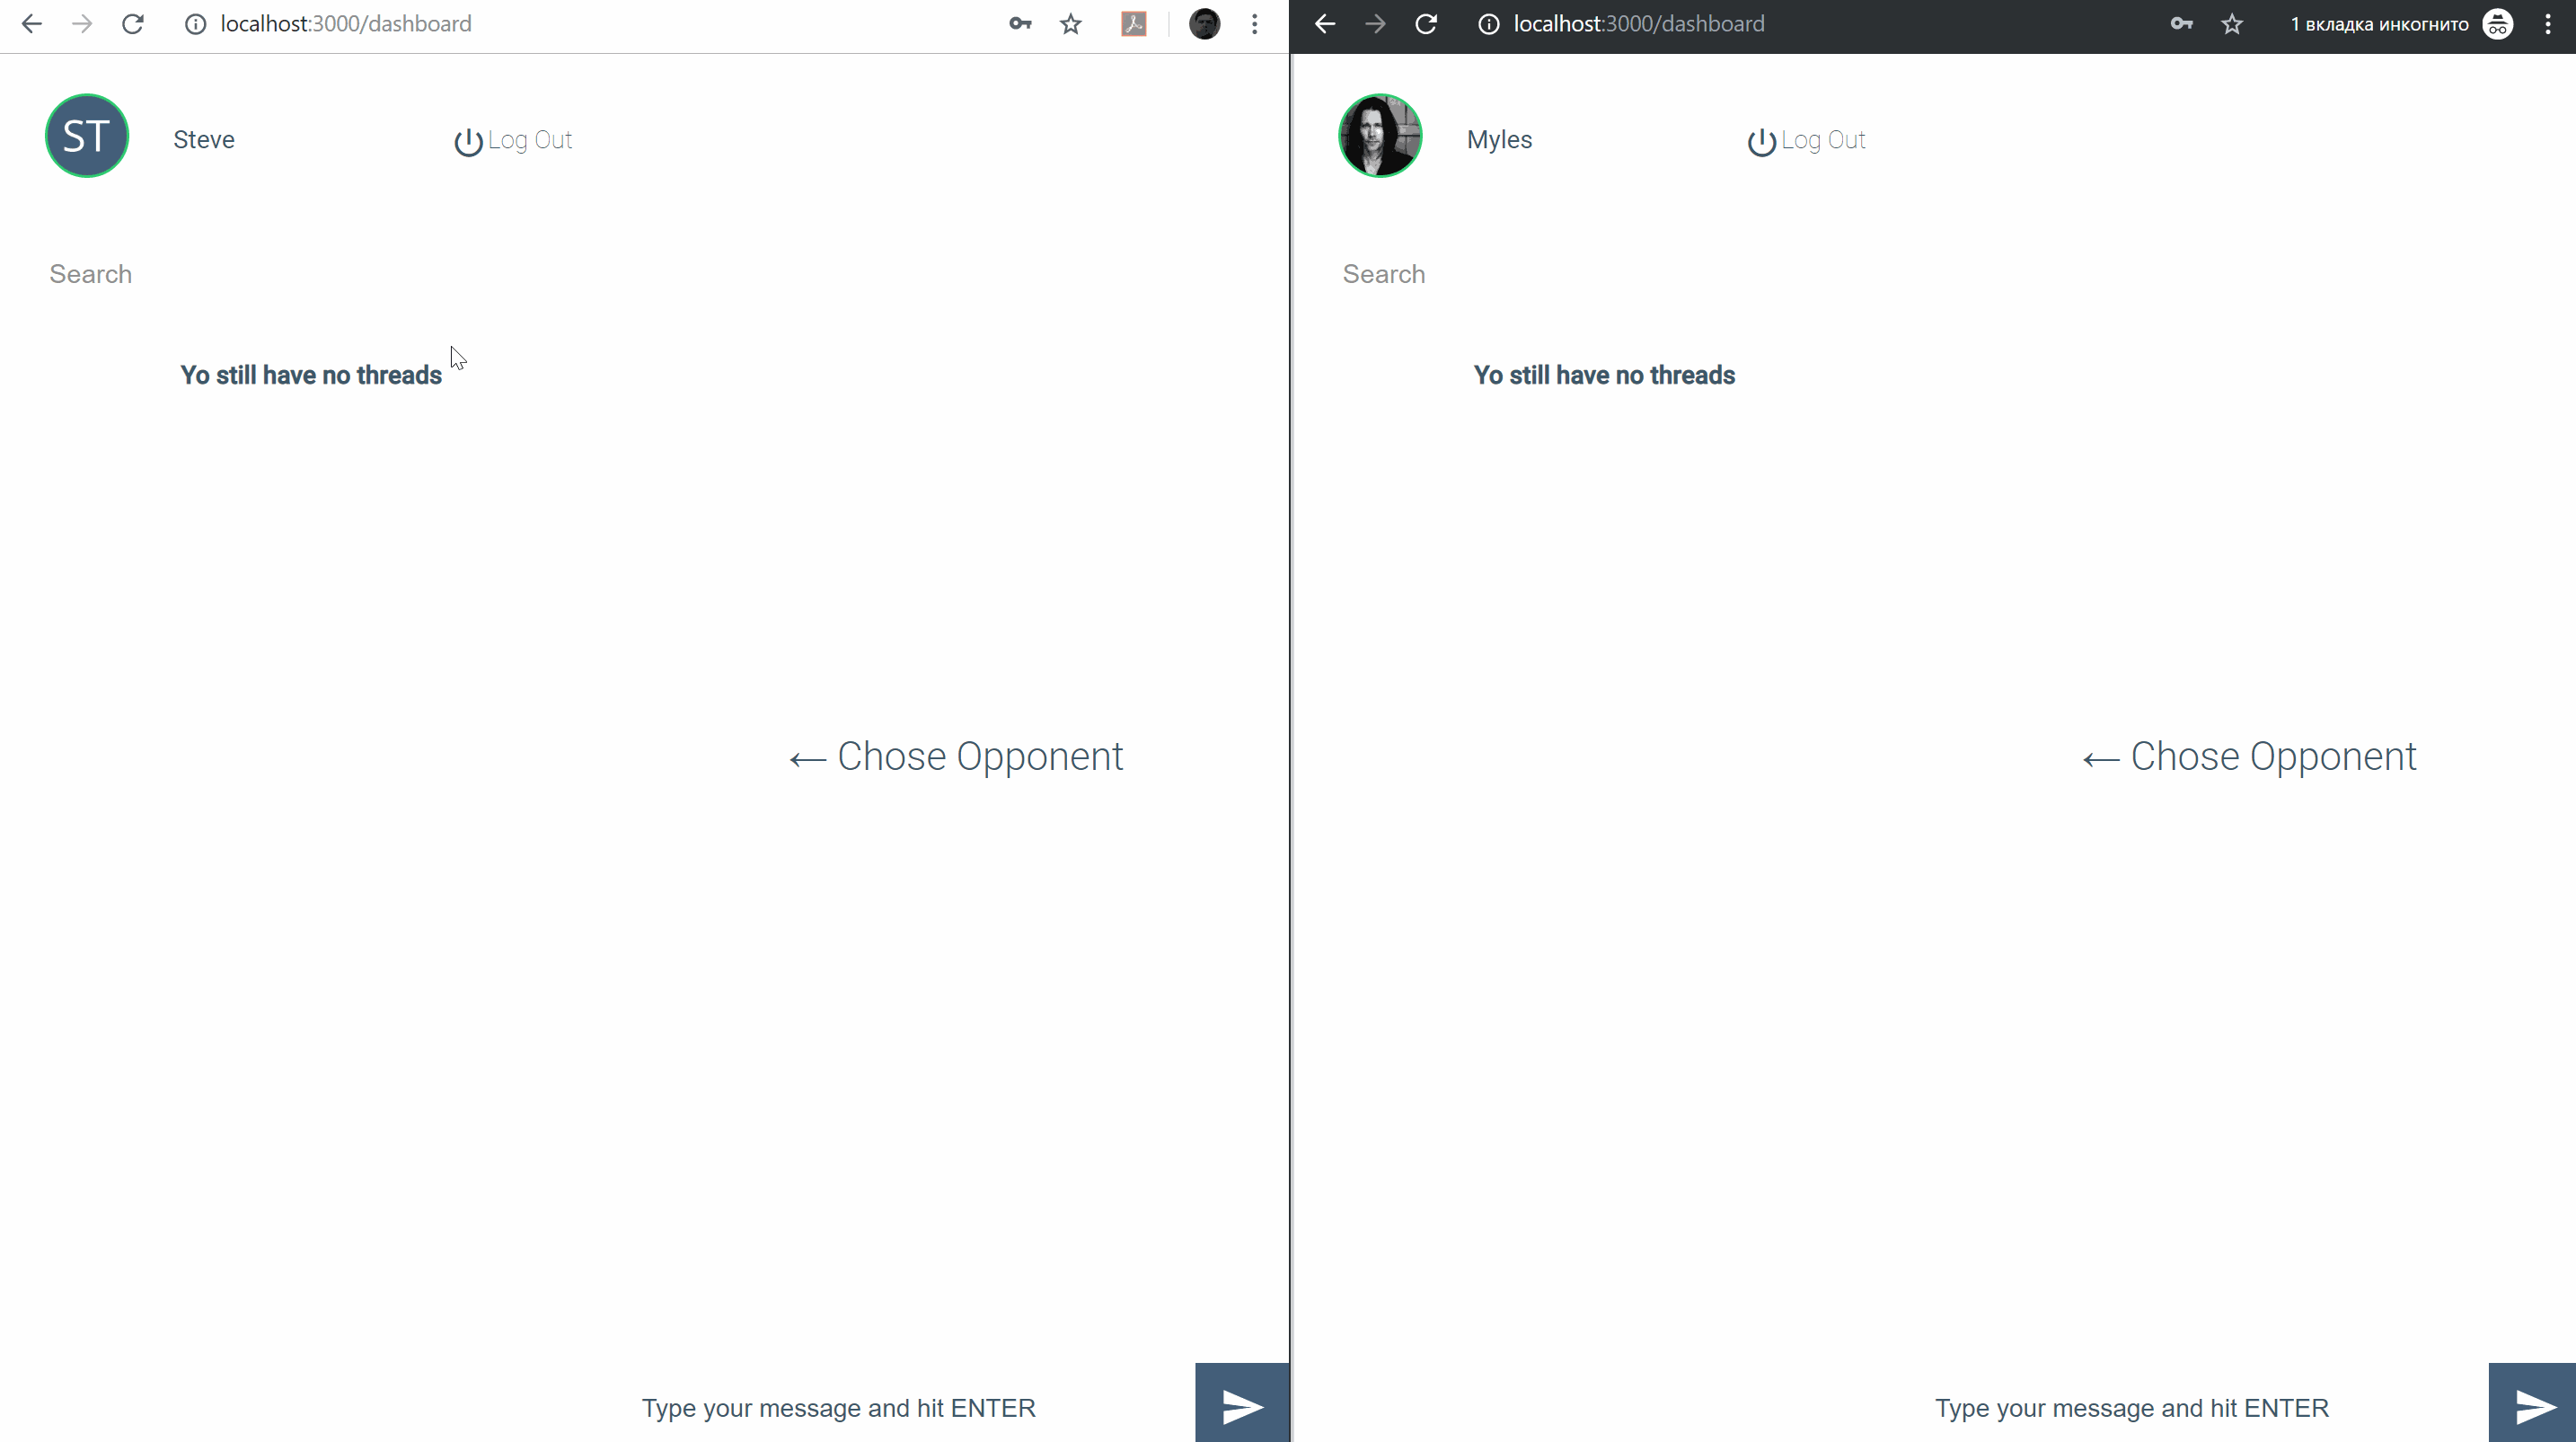 localhost:3000/dashboard
ST
Steve
Log Out
Search
Yo still have no threads
← Chose Opponent
Type your message and hit ENTER
localhost:3000/dashboard
1 вкладка инкогнито
Myles
Log Out
Search
Yo still have no threads
← Chose Opponent
Type your message and hit ENTER